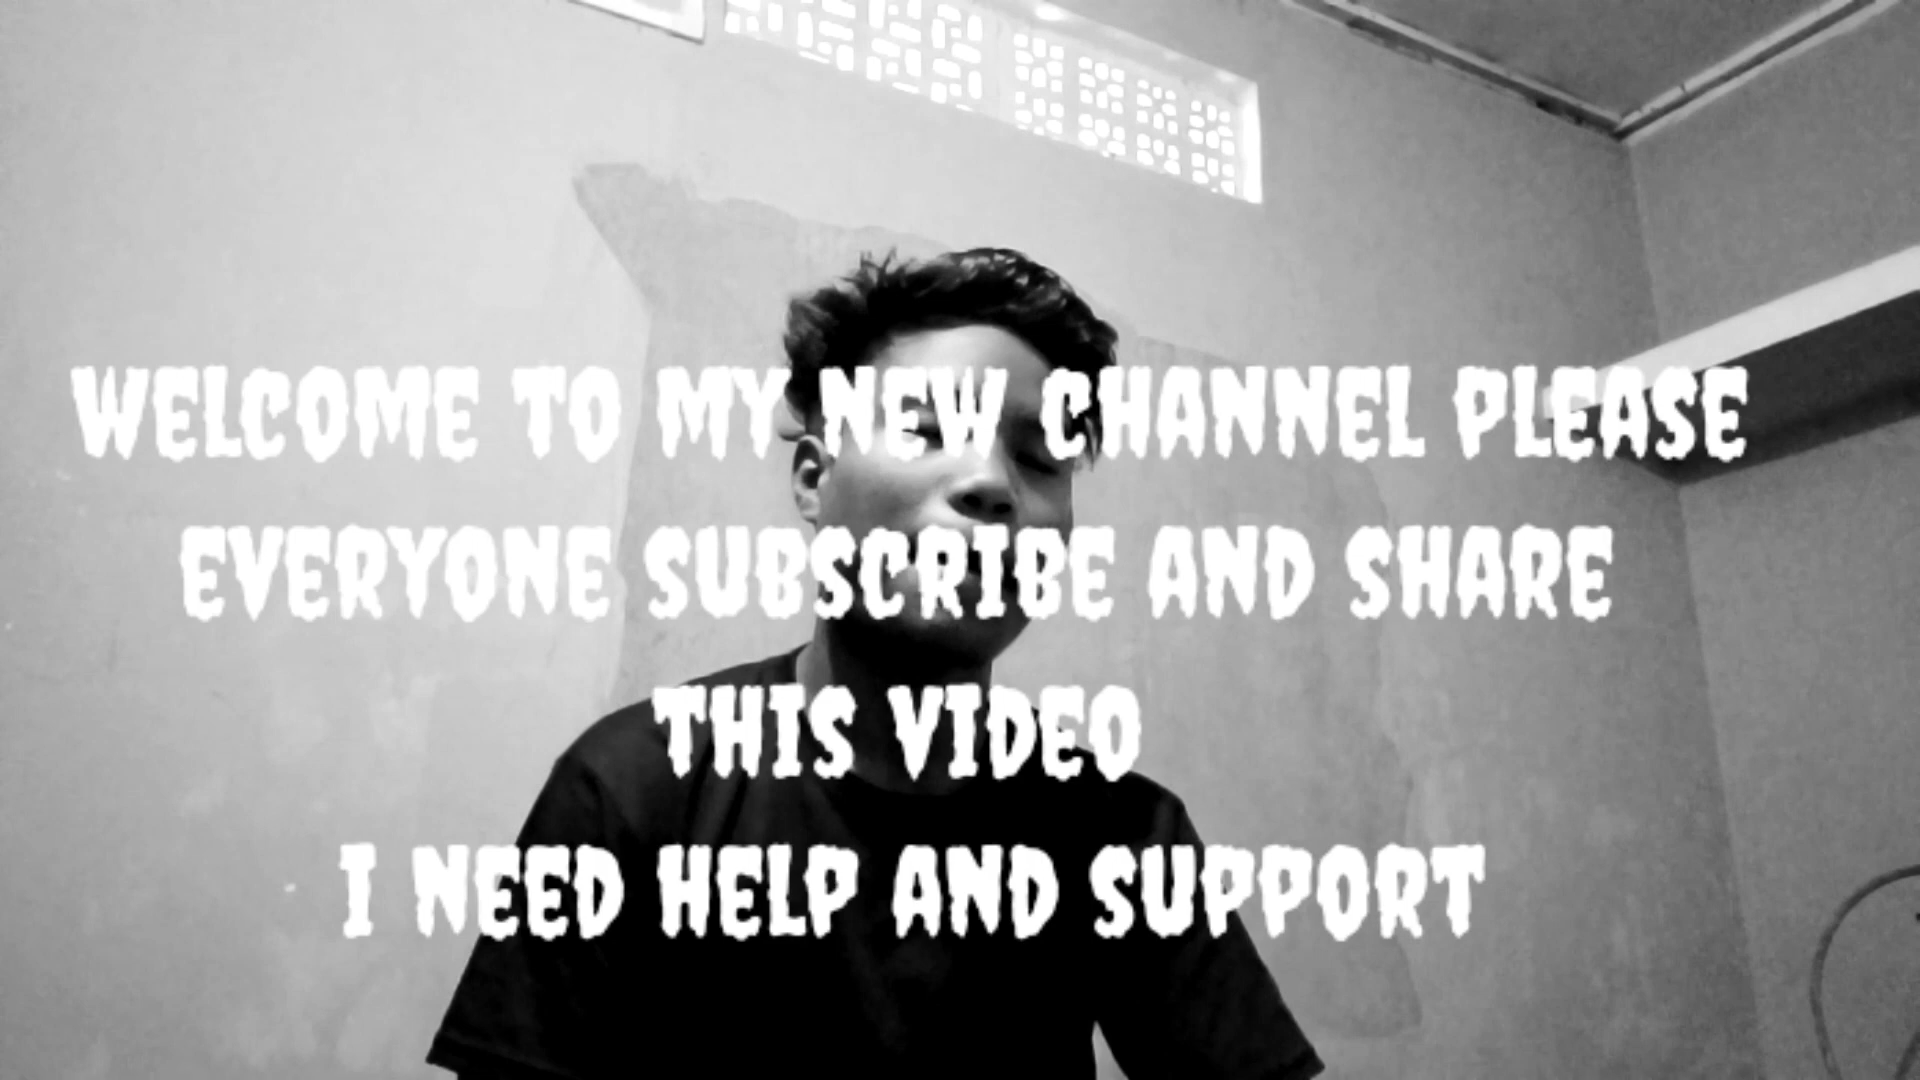 WELCOME TO MY NEW CHANNEL PLEASE
EVERYONE SUBSCRIBE AND SHARE
THIS VIDEO
I NEED HELP AND SUPPORT